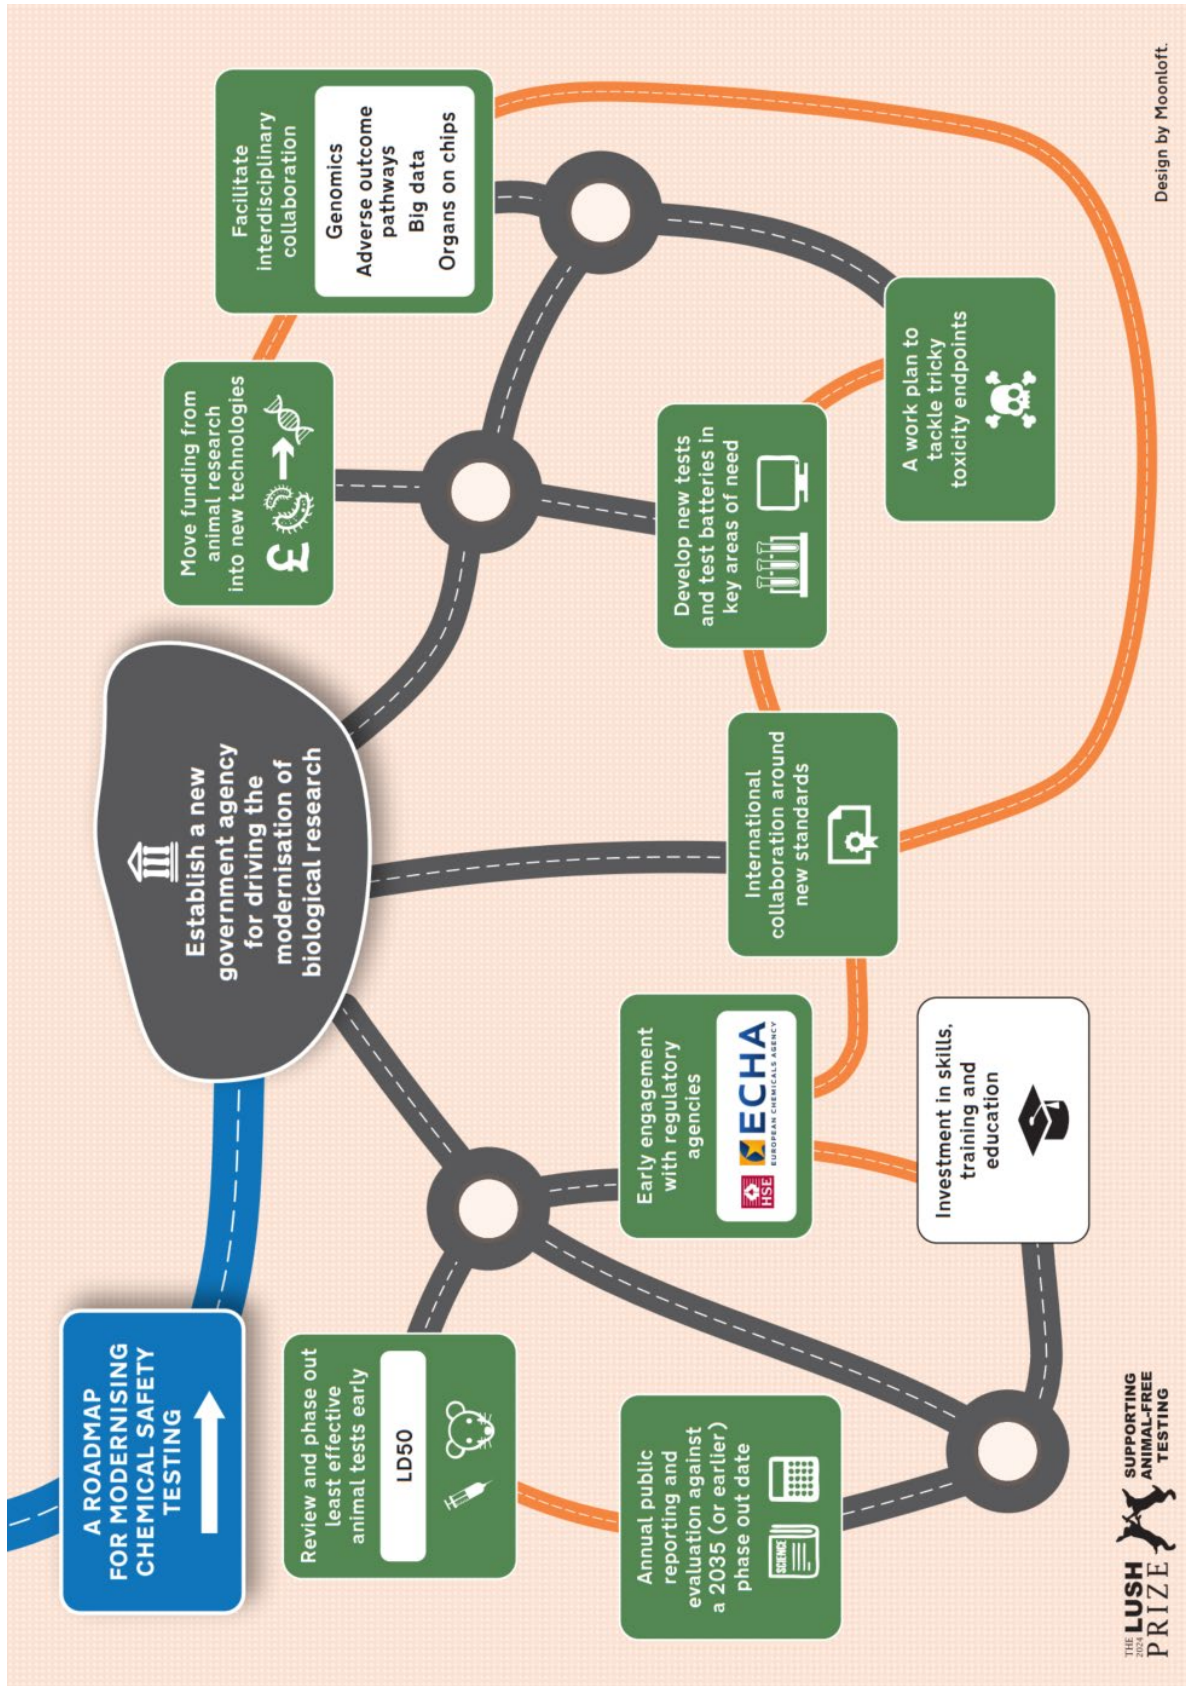 A ROADMAP
FOR MODERNISING
CHEMICAL SAFETY
TESTING
Establish a new
government agency
for driving the
modernisation of
biological research
Move funding from
animal research
into new technologies
£
Facilitate
interdisciplinary
collaboration
Genomics
Adverse outcome
pathways
Big data
Organs on chips
Review and phase out
least effective
animal tests early
LD50
Early engagement
with regulatory
agencies
HSE
ECHA
EUROPEAN CHEMICALS AGENCY
International
collaboration around
new standards
Develop new tests
and test batteries in
key areas of need
A work plan to
tackle tricky
toxicity endpoints
Annual public
reporting and
evaluation against
a 2035 (or earlier)
phase out date
SCIENCE
Investment in skills,
training and
education
THE
2024
LUSH
PRIZE
SUPPORTING
ANIMAL-FREE
TESTING
Design by Moonloft.